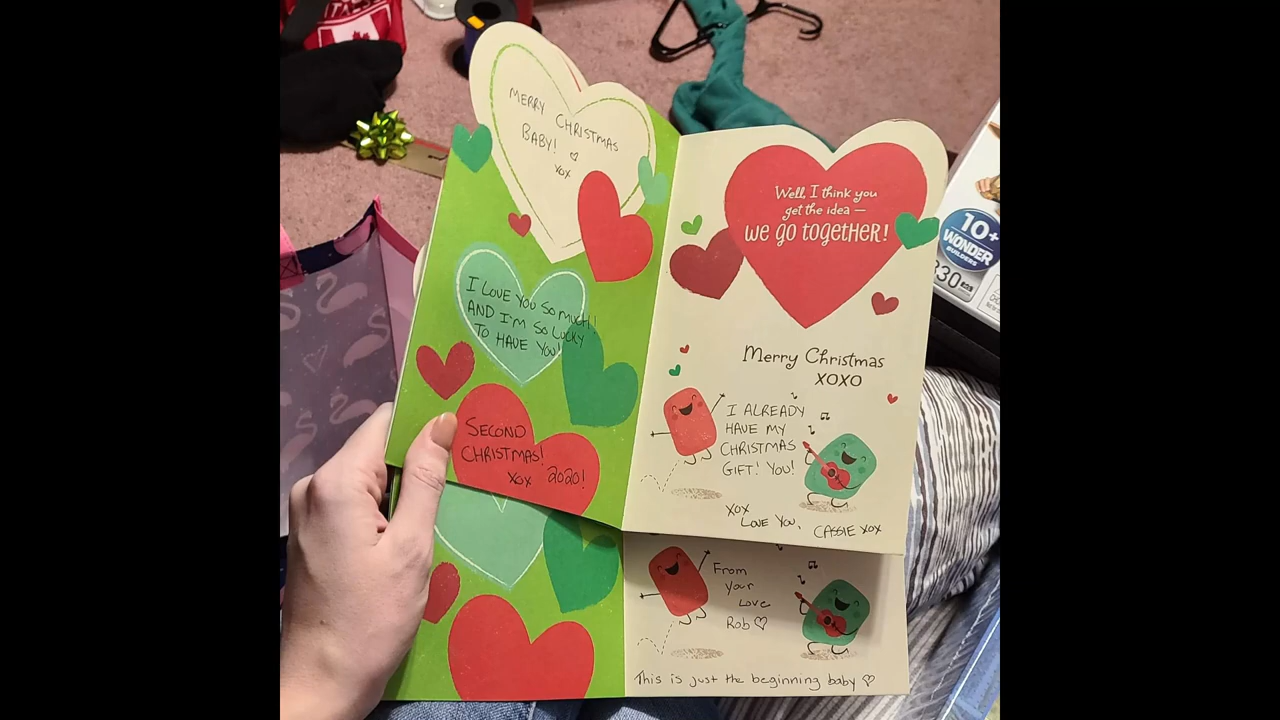 MERRY CHRISTMAS
BABY! ♡
xox
I LOVE YOU SO MUCH!
AND I'M SO LUCKY
TO HAVE YOU!
SECOND
CHRISTMAS!
xox 2020!
Well, I think you
get the idea —
we go together!
Merry Christmas
XOXO
I ALREADY
HAVE MY
CHRISTMAS
GIFT! YOU!
XOX
LOVE YOU,
CASSIE XOX
From
your
love
Rob ♡
This is just the beginning baby ♡
10+
WONDER
BUILDERS
330